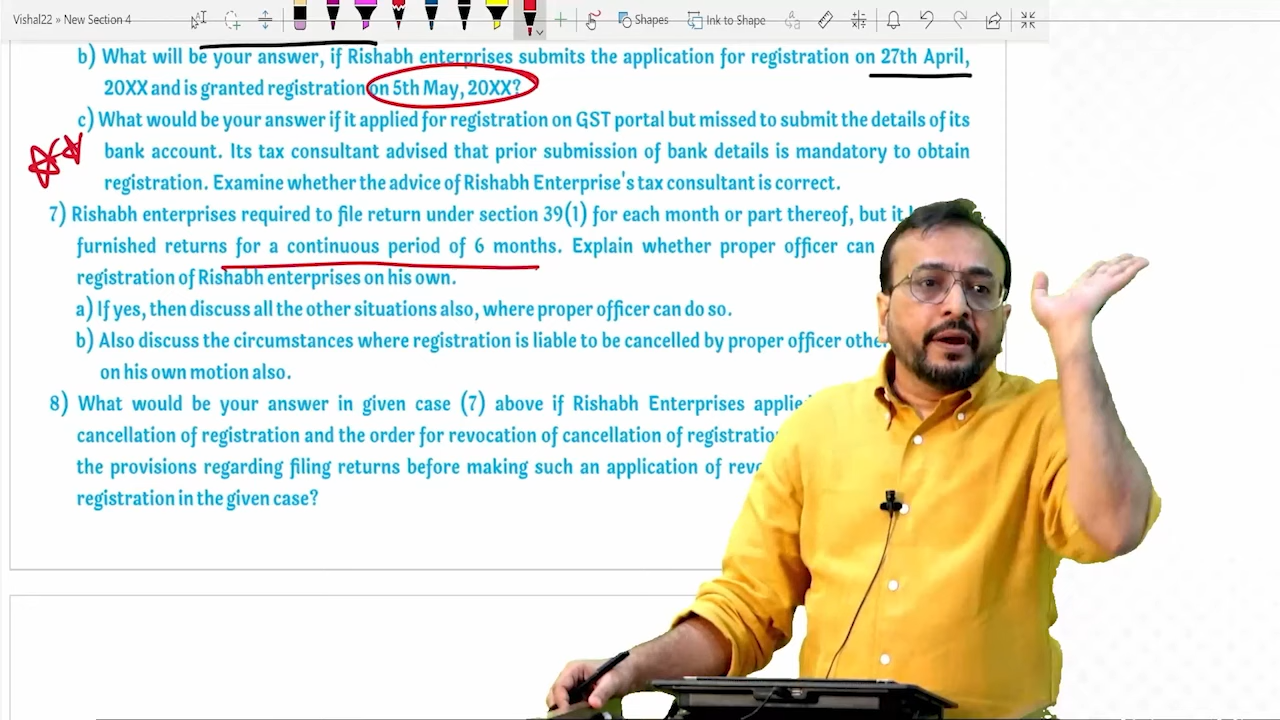 Vishal22 » New Section 4
Shapes
Ink to Shape
b) What will be your answer, if Rishabh enterprises submits the application for registration on 27th April,
20XX and is granted registration on 5th May, 20XX?
c) What would be your answer if it applied for registration on GST portal but missed to submit the details of its
bank account. Its tax consultant advised that prior submission of bank details is mandatory to obtain
registration. Examine whether the advice of Rishabh Enterprise's tax consultant is correct.
7) Rishabh enterprises required to file return under section 39(1) for each month or part thereof, but it
furnished returns for a continuous period of 6 months. Explain whether proper officer can
registration of Rishabh enterprises on his own.
a) If yes, then discuss all the other situations also, where proper officer can do so.
b) Also discuss the circumstances where registration is liable to be cancelled by proper officer
on his own motion also.
8) What would be your answer in given case (7) above if Rishabh Enterprises
cancellation of registration and the order for revocation of cancellation of
the provisions regarding filing returns before making such an application of
registration in the given case?